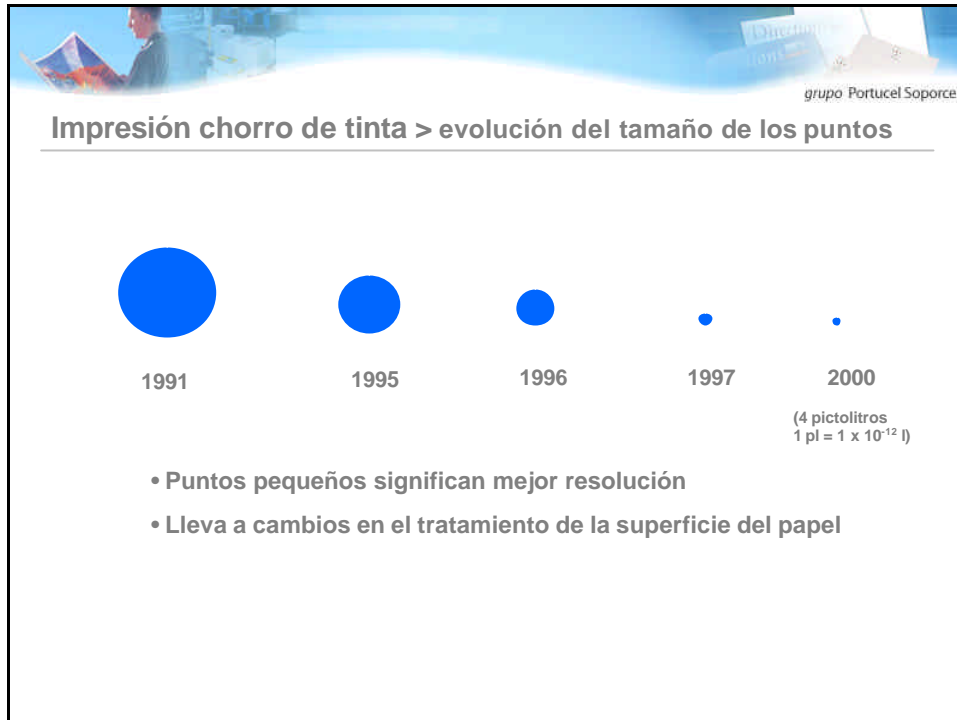 grupo Portucel Soporcel
Impresión chorro de tinta > evolución del tamaño de los puntos
1991 1995 1996 1997 2000
(4 pictolitros
1 pl = 1 x 10⁻¹² l)
• Puntos pequeños significan mejor resolución
• Lleva a cambios en el tratamiento de la superficie del papel